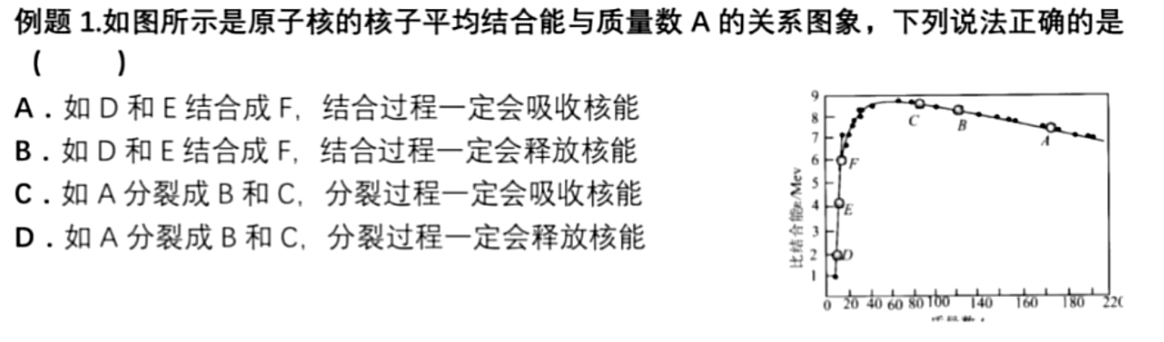 例题 1.如图所示是原子核的核子平均结合能与质量数 A 的关系图象，下列说法正确的是
(      )
A．如 D 和 E 结合成 F，结合过程一定会吸收核能
B．如 D 和 E 结合成 F，结合过程一定会释放核能
C．如 A 分裂成 B 和 C，分裂过程一定会吸收核能
D．如 A 分裂成 B 和 C，分裂过程一定会释放核能
比结合能E/Mev
9
8
7
6
5
4
3
2
1
C
B
A
F
E
D
0 20 40 60 80 100 140 160 180 220